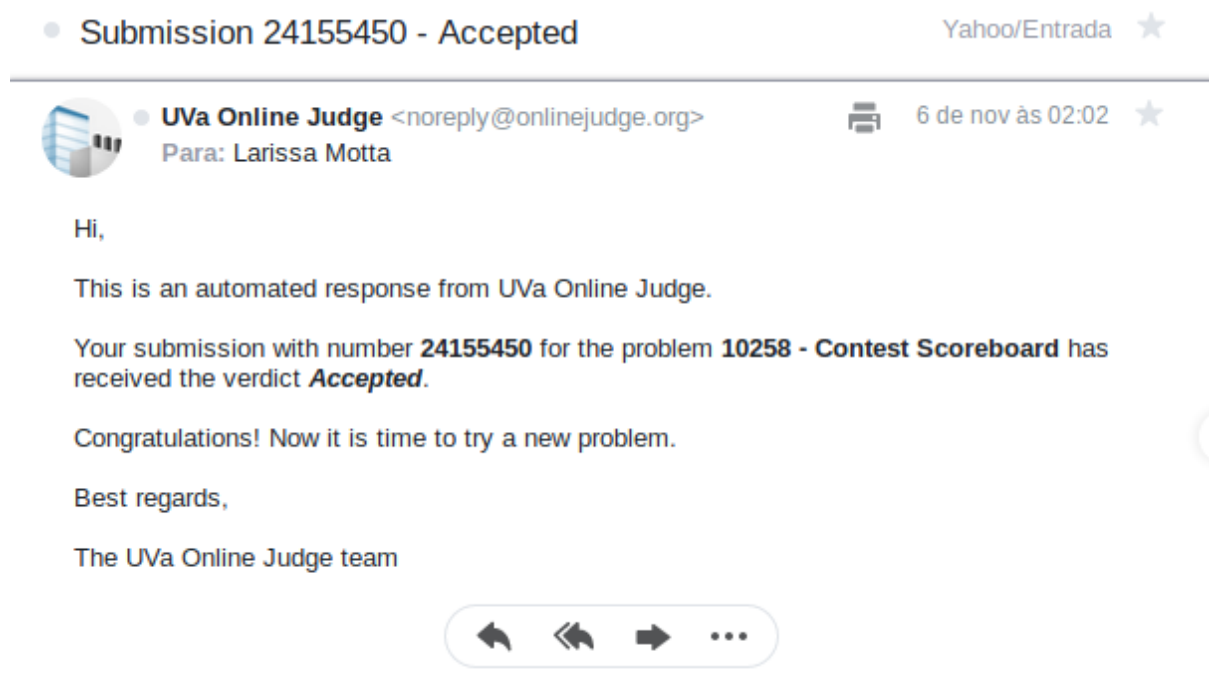 Submission 24155450 - Accepted
Yahoo/Entrada
UVa Online Judge <noreply@onlinejudge.org>
6 de nov às 02:02
Para: Larissa Motta
Hi,
This is an automated response from UVa Online Judge.
Your submission with number 24155450 for the problem 10258 - Contest Scoreboard has
received the verdict Accepted.
Congratulations! Now it is time to try a new problem.
Best regards,
The UVa Online Judge team